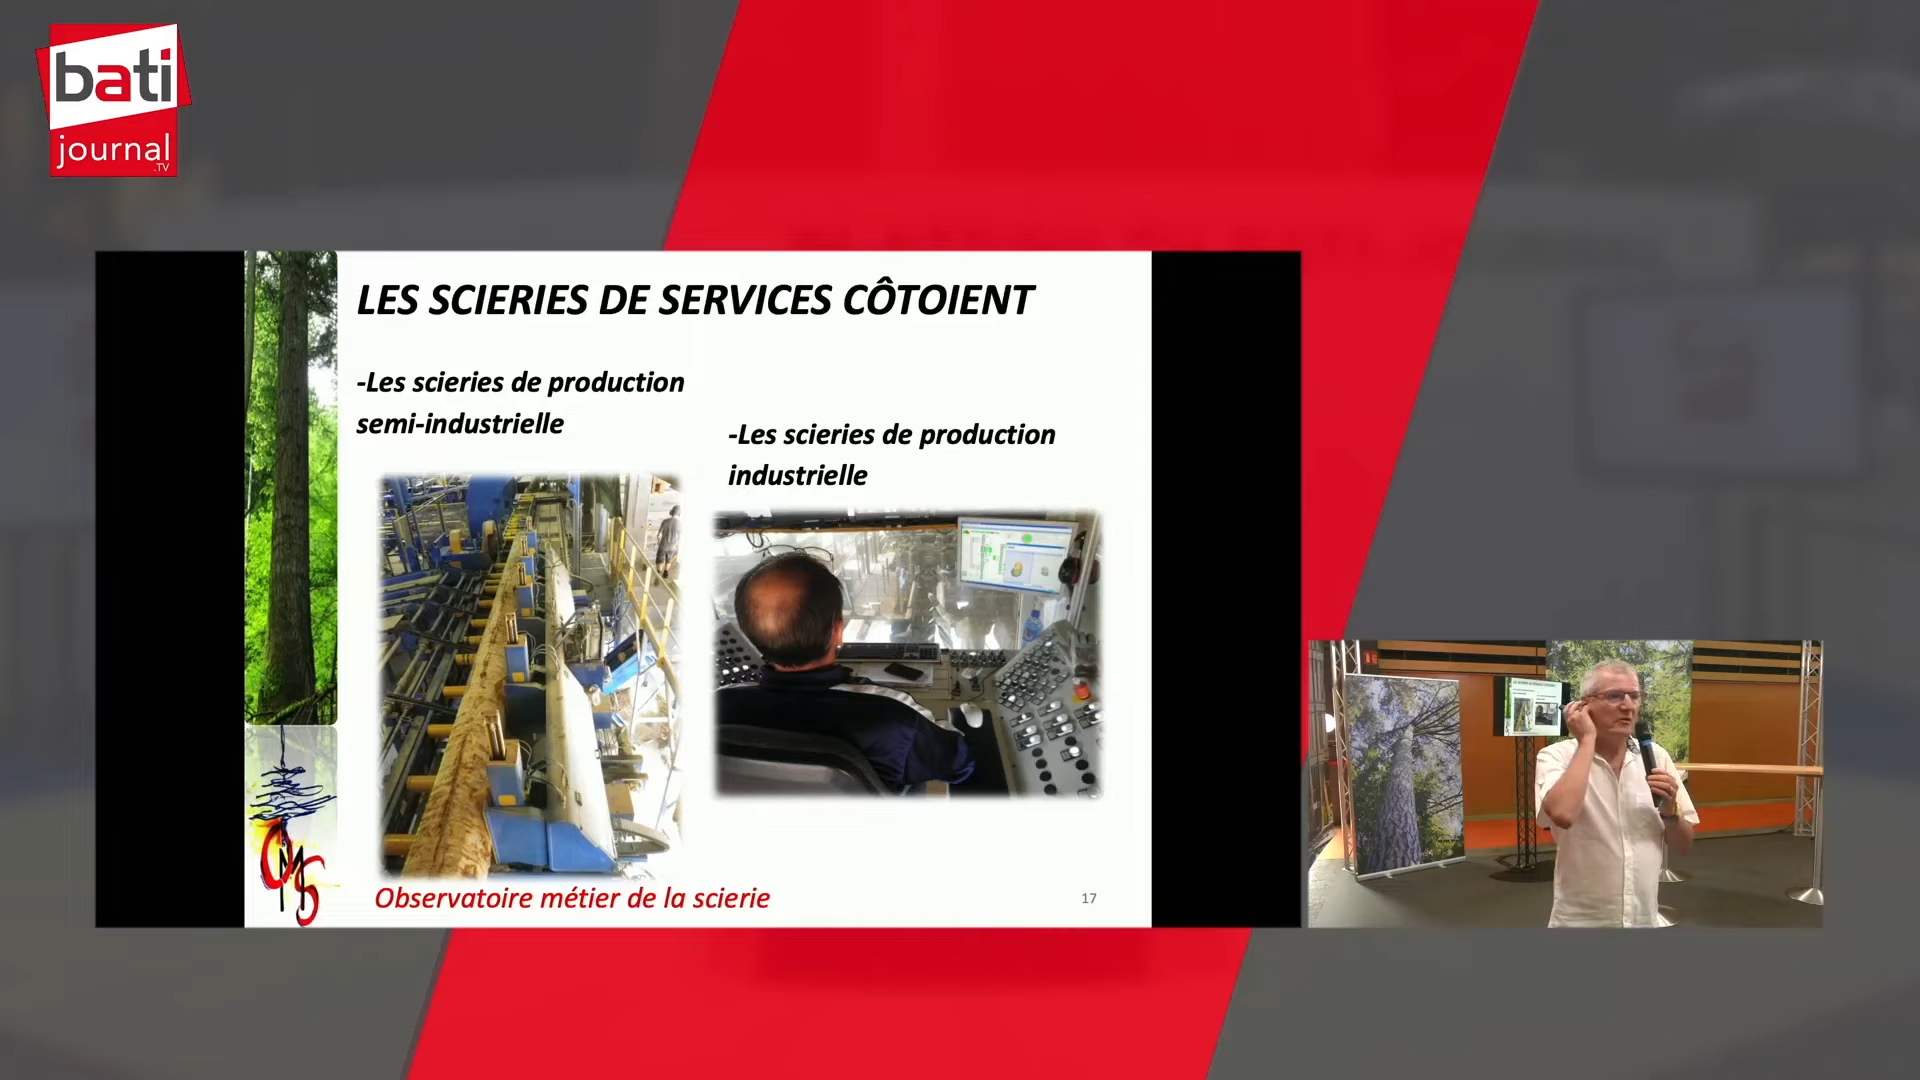 bati
journal
.TV
LES SCIERIES DE SERVICES CÔTOIENT
-Les scieries de production
semi-industrielle
-Les scieries de production
industrielle
OMS
Observatoire métier de la scierie
17